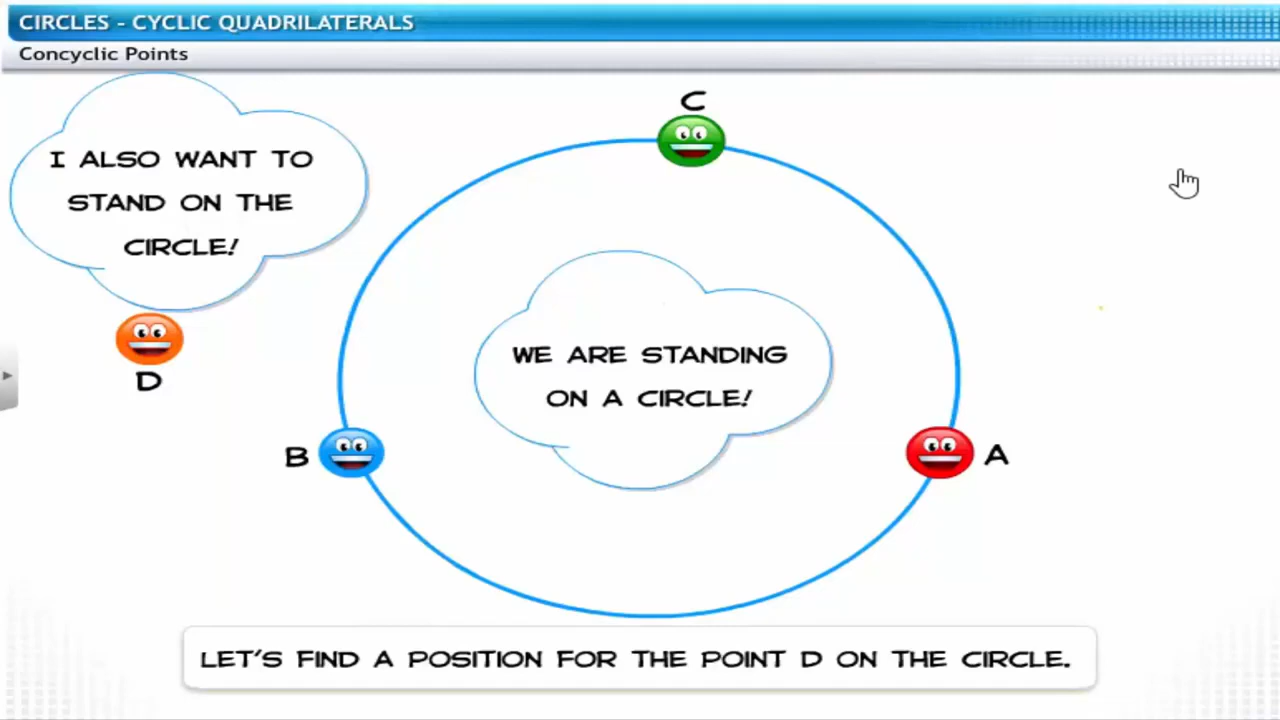 CIRCLES - CYCLIC QUADRILATERALS
Concyclic Points
I ALSO WANT TO
STAND ON THE
CIRCLE!
D
C
WE ARE STANDING
ON A CIRCLE!
B
A
LET'S FIND A POSITION FOR THE POINT D ON THE CIRCLE.